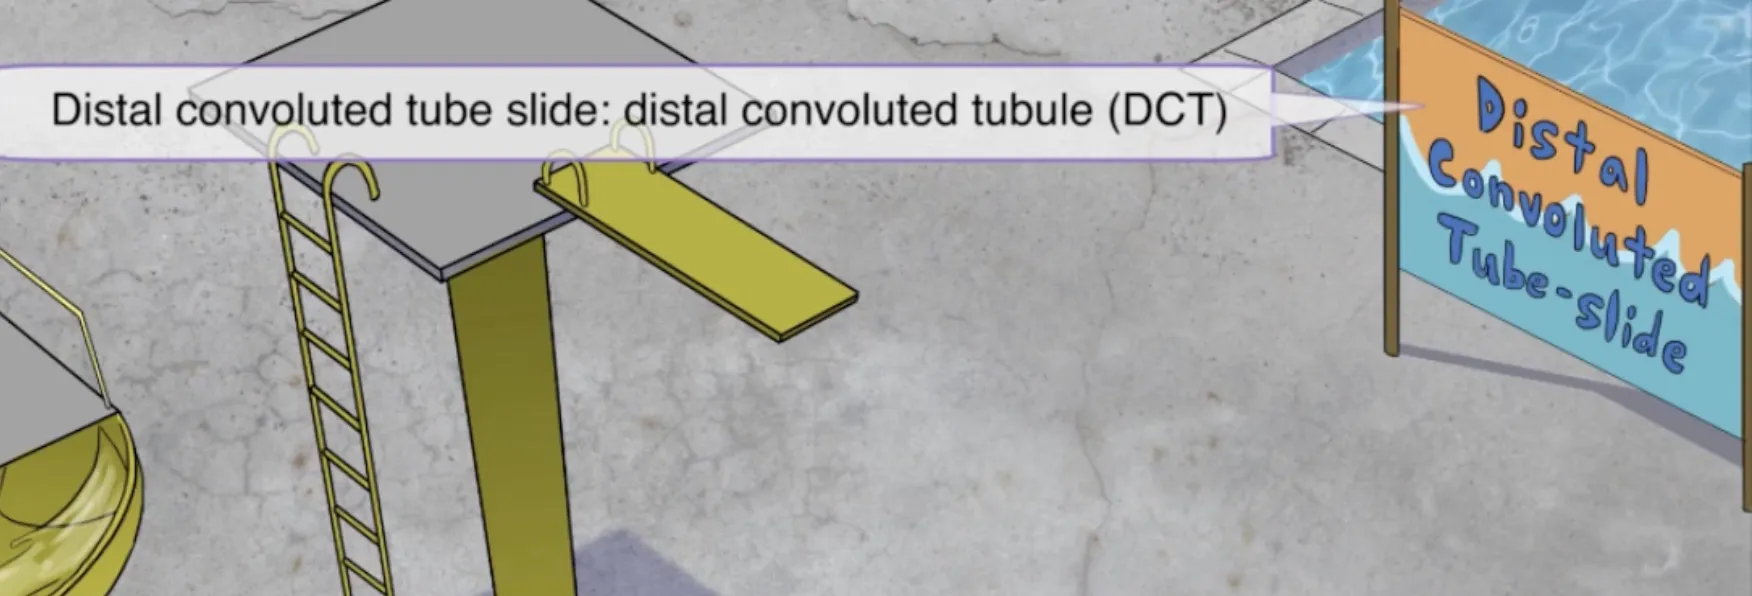 Distal convoluted tube slide: distal convoluted tubule (DCT)
Distal
Convoluted
Tube-slide